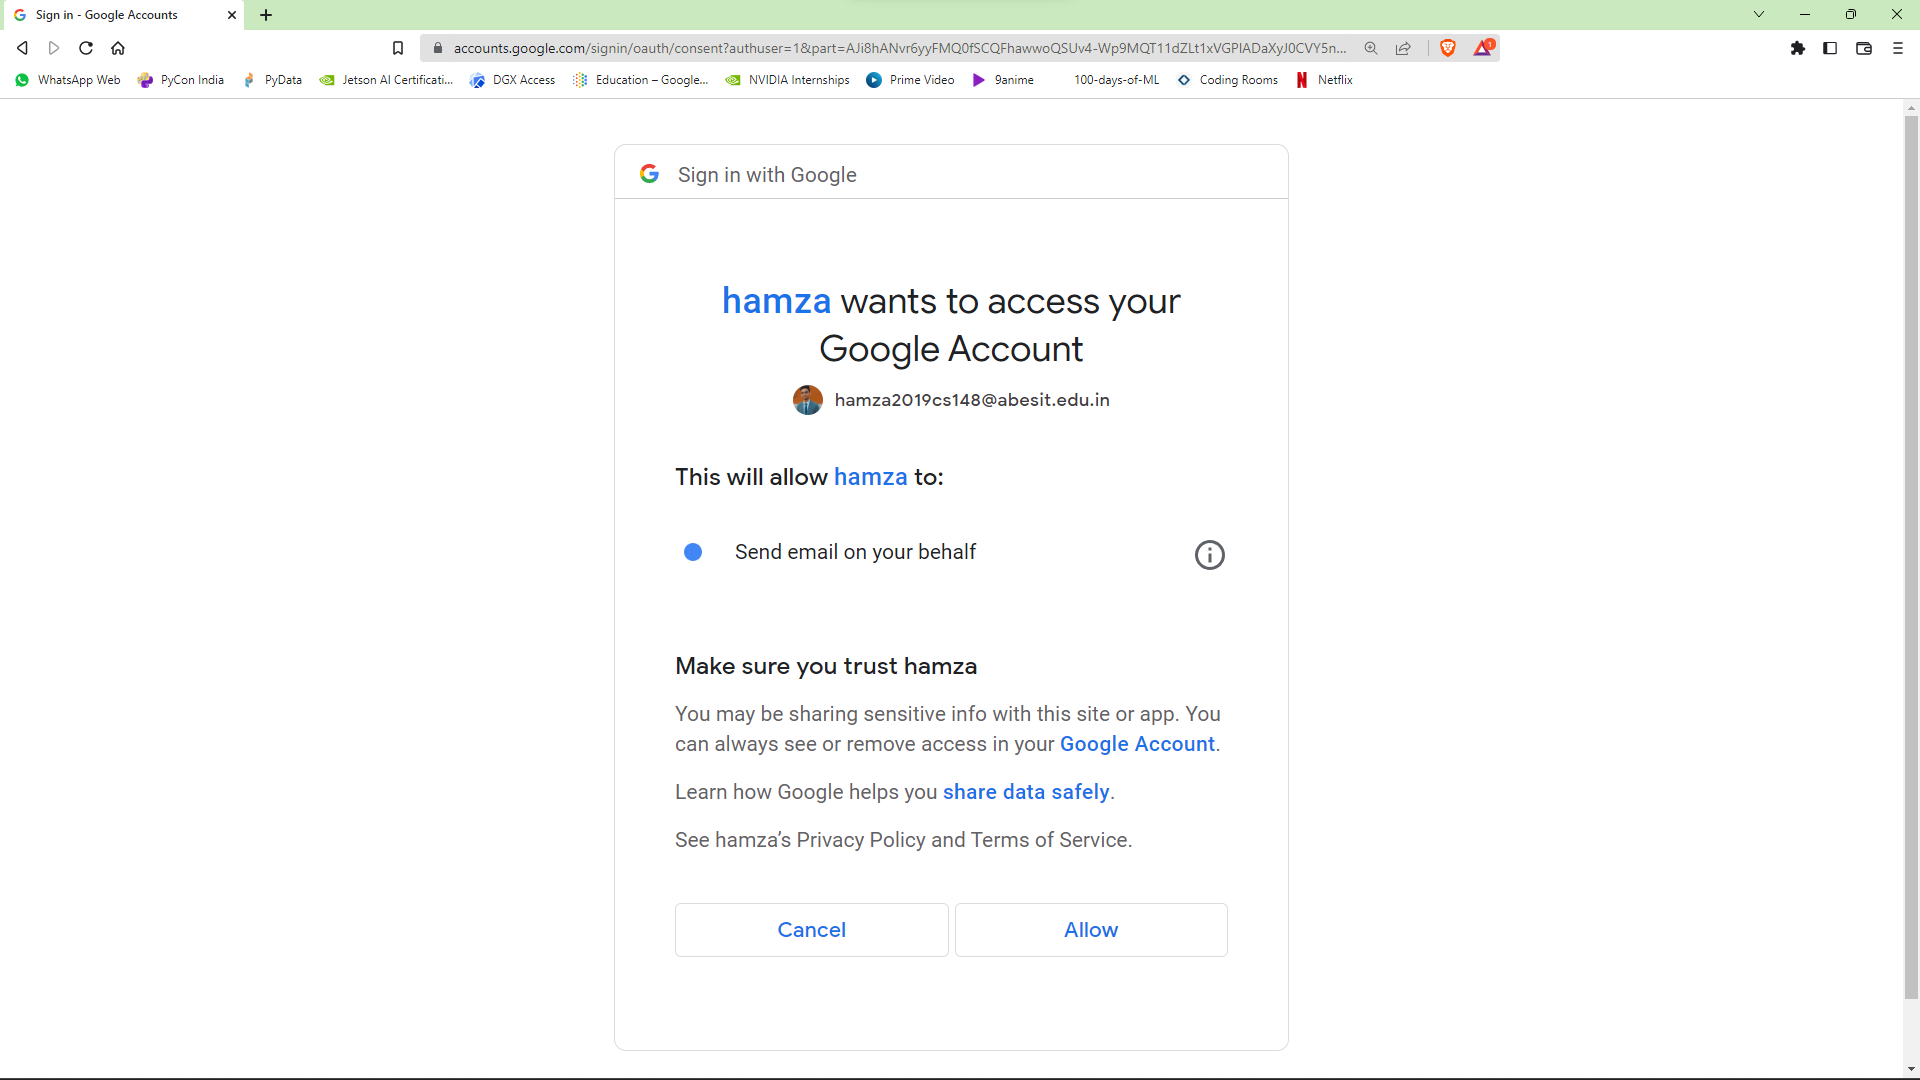 Sign in - Google Accounts
accounts.google.com/signin/oauth/consent?authuser=1&part=AJi8hANvr6yyFMQ0fSCQFhawwoQSUv4-Wp9MQT11dZLt1xVGPIADaXyJ0CVY5n...
1
WhatsApp Web PyCon India PyData Jetson AI Certificati... DGX Access Education – Google... NVIDIA Internships Prime Video 9anime 100-days-of-ML Coding Rooms Netflix
Sign in with Google
hamza wants to access your
Google Account
hamza2019cs148@abesit.edu.in
This will allow hamza to:
Send email on your behalf
Make sure you trust hamza
You may be sharing sensitive info with this site or app. You
can always see or remove access in your Google Account.
Learn how Google helps you share data safely.
See hamza’s Privacy Policy and Terms of Service.
Cancel Allow